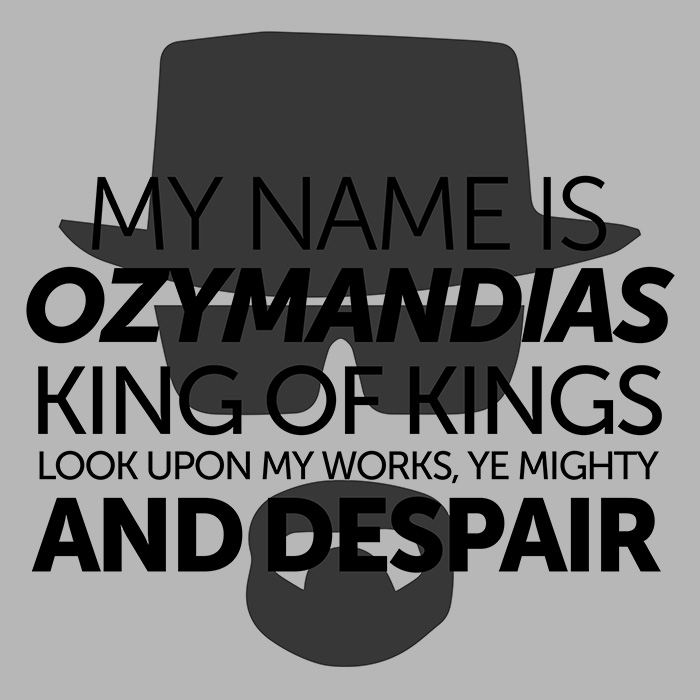 MY NAME IS
OZYMANDIAS
KING OF KINGS
LOOK UPON MY WORKS, YE MIGHTY
AND DESPAIR